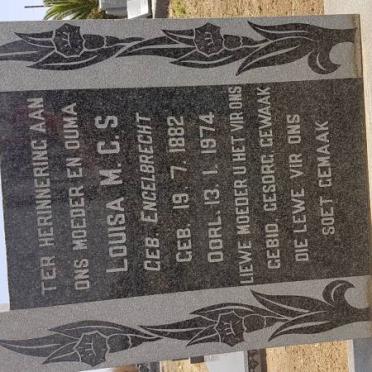 TER HERINNERING AAN
ONS MOEDER EN OUMA
LOUISA M. C. S
GEB. ENGELBRECHT
GEB. 19. 7. 1882
OORL. 13. 1. 1974
LIEWE MOEDER U HET VIR ONS
GEBID, GESORG, GEWAAK
DIE LEWE VIR ONS
SOET GEMAAK